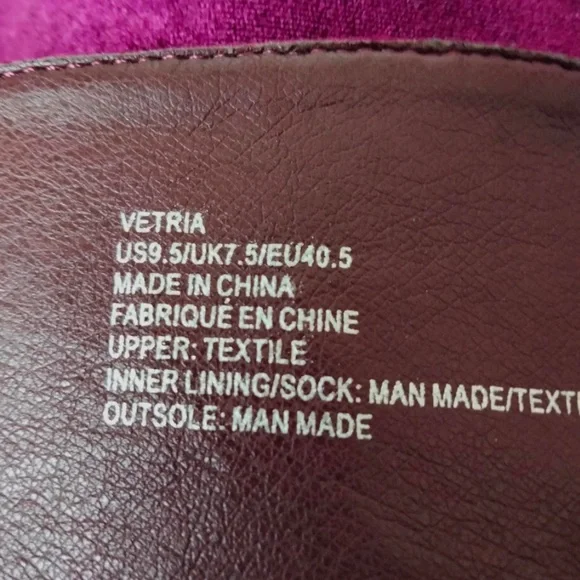 VETRIA
US9.5/UK7.5/EU40.5
MADE IN CHINA
FABRIQUÉ EN CHINE
UPPER: TEXTILE
INNER LINING/SOCK: MAN MADE/TEXTI
OUTSOLE: MAN MADE